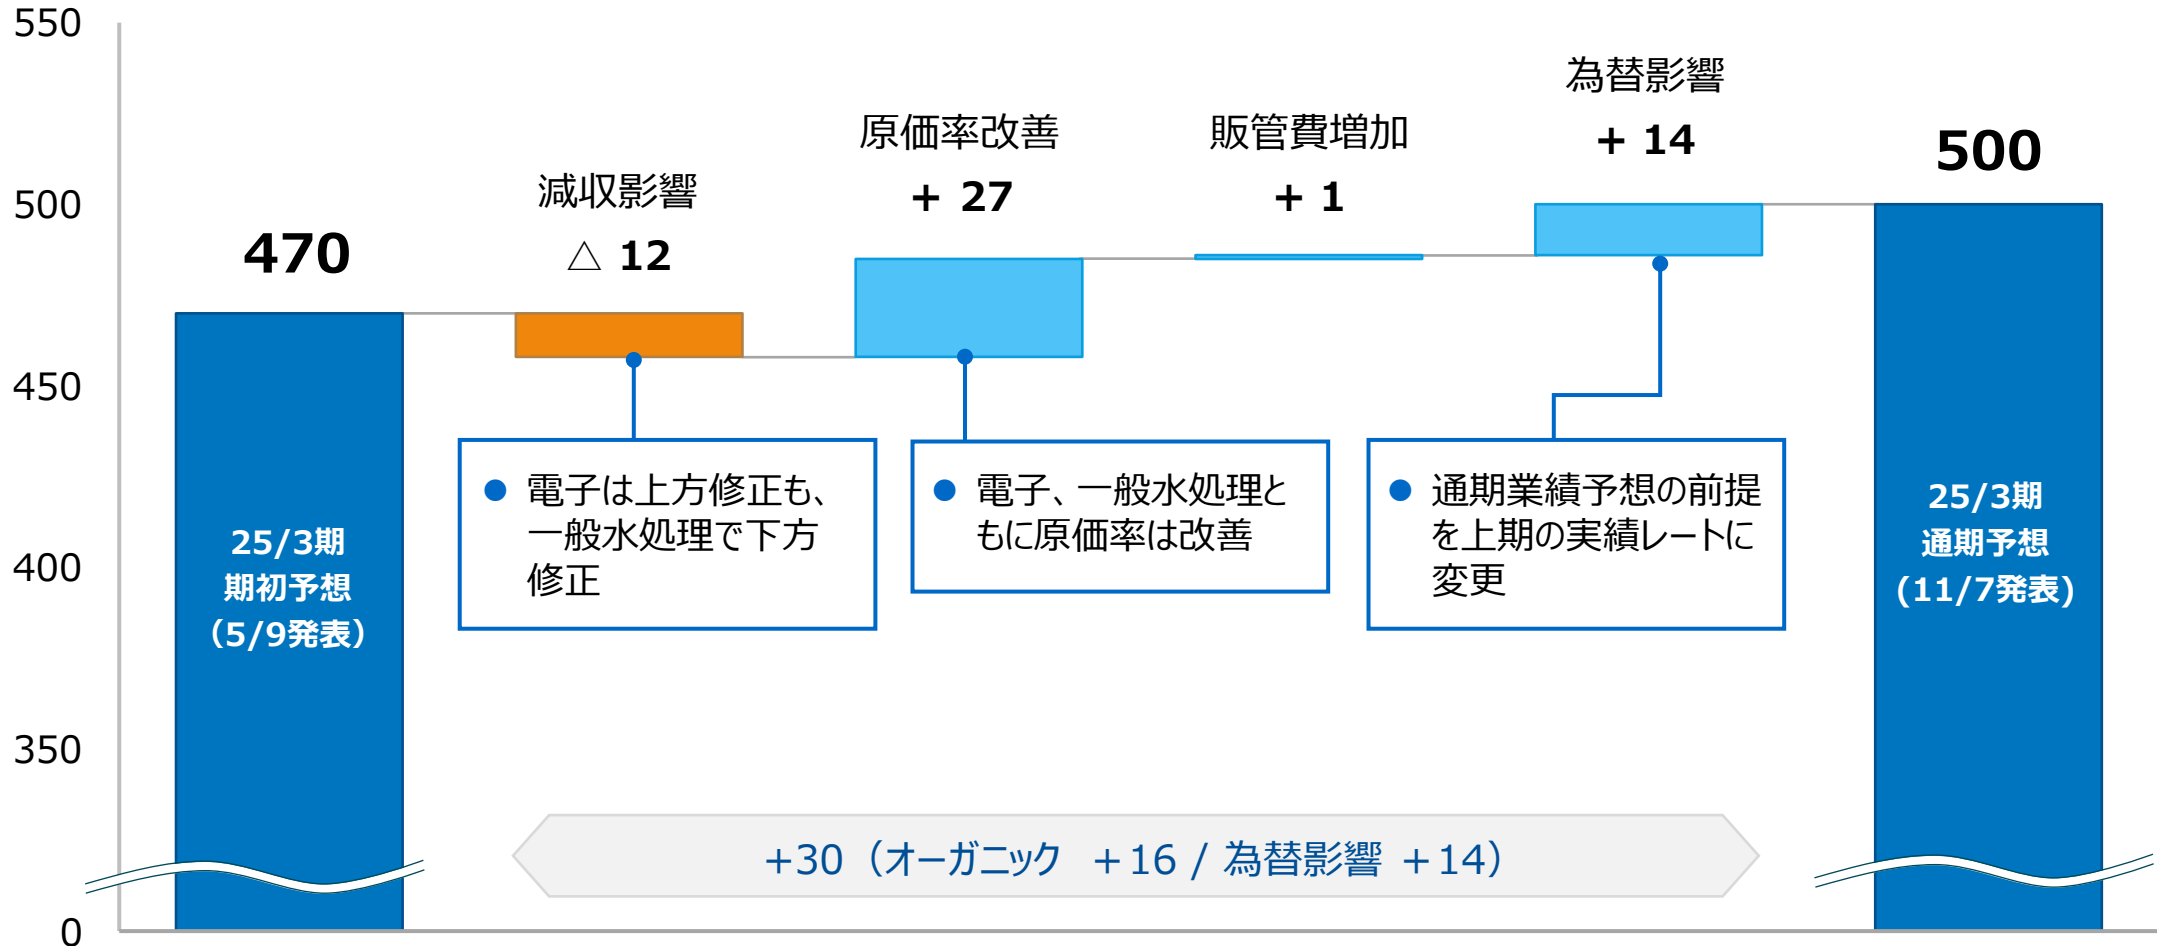 550
500
450
400
350
0
470
25/3期
期初予想
（5/9発表）
減収影響
△ 12
原価率改善
+ 27
販管費増加
+ 1
為替影響
+ 14
500
25/3期
通期予想
(11/7発表)
● 電子は上方修正も、
一般水処理で下方
修正
● 電子、一般水処理と
もに原価率は改善
● 通期業績予想の前提
を上期の実績レートに
変更
+30（オーガニック　+16 / 為替影響 +14）